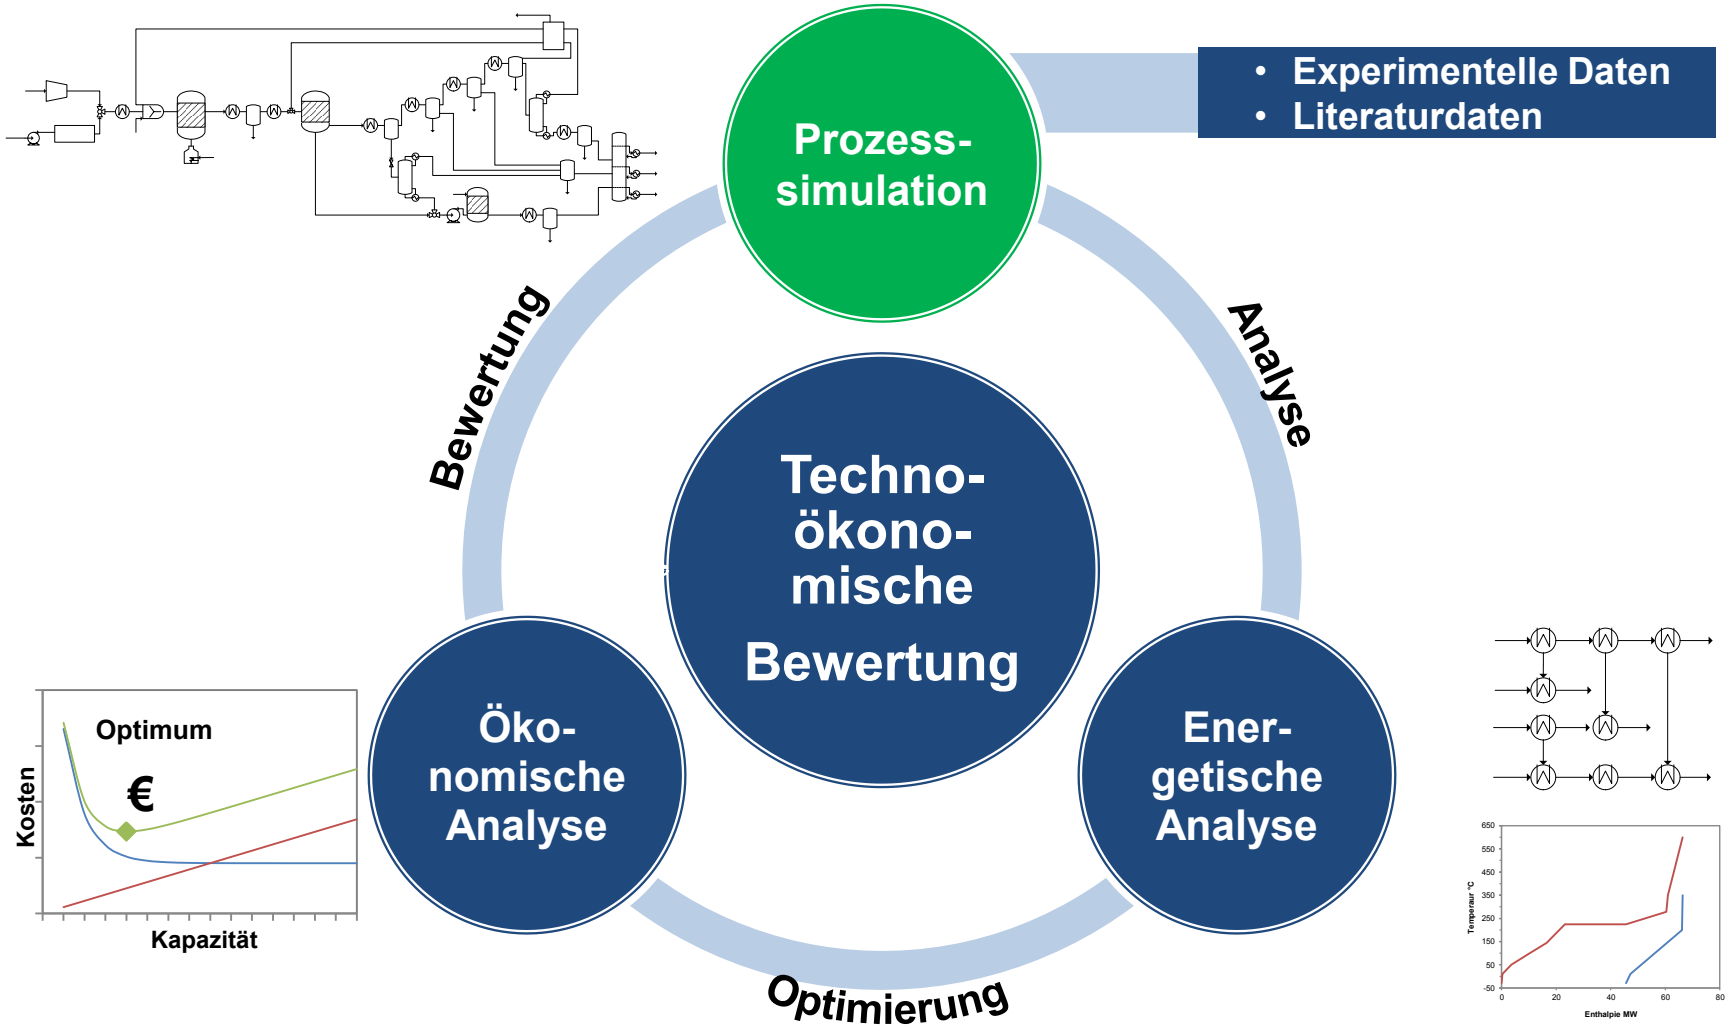 • Experimentelle Daten
• Literaturdaten
Prozess-
simulation
Bewertung
Analyse
Techno-
ökono-
mische
Bewertung
Öko-
nomische
Analyse
Ener-
getische
Analyse
Optimierung
Optimum
€
Kosten
Kapazität
650
550
450
350
250
150
50
-50
0
20
40
60
80
Temperaur °C
Enthalpie MW